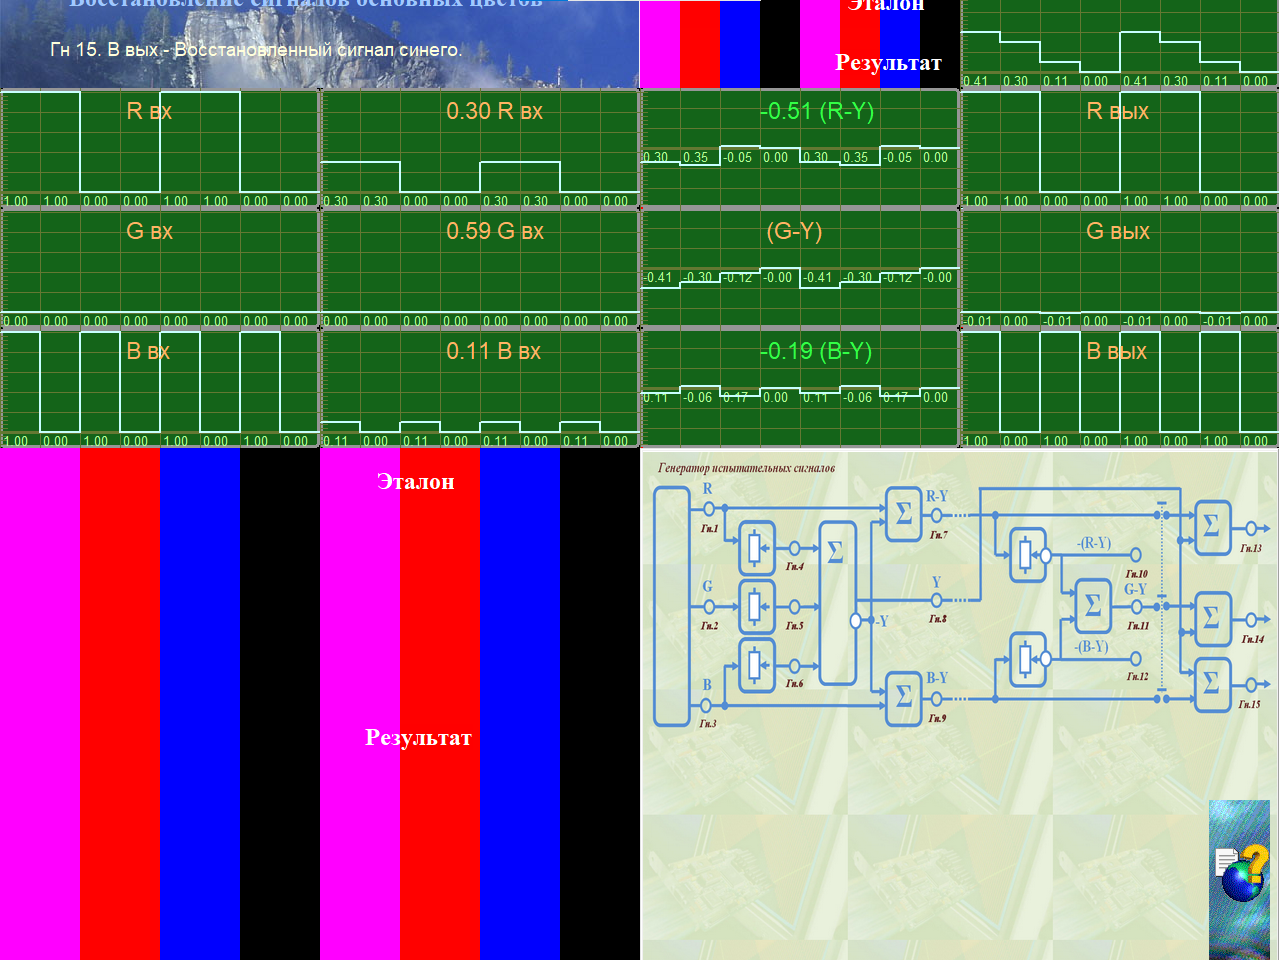 Восстановление сигналов основных цветов
Гн 15. В вых - Восстановленный сигнал синего.
Эталон
Результат
0.41 0.30 0.11 0.00 0.41 0.30 0.11 0.00
R вх
1.00 1.00 0.00 0.00 1.00 1.00 0.00 0.00
0.30 R вх
0.30 0.30 0.00 0.00 0.30 0.30 0.00 0.00
-0.51 (R-Y)
0.30 0.35 -0.05 0.00 0.30 0.35 -0.05 0.00
R вых
1.00 1.00 0.00 0.00 1.00 1.00 0.00 0.00
G вх
0.00 0.00 0.00 0.00 0.00 0.00 0.00 0.00
0.59 G вх
0.00 0.00 0.00 0.00 0.00 0.00 0.00 0.00
(G-Y)
-0.41 -0.30 -0.12 -0.00 -0.41 -0.30 -0.12 -0.00
G вых
-0.01 0.00 -0.01 0.00 -0.01 0.00 -0.01 0.00
B вх
1.00 0.00 1.00 0.00 1.00 0.00 1.00 0.00
0.11 B вх
0.11 0.00 0.11 0.00 0.11 0.00 0.11 0.00
-0.19 (B-Y)
0.11 -0.06 0.17 0.00 0.11 -0.06 0.17 0.00
B вых
1.00 0.00 1.00 0.00 1.00 0.00 1.00 0.00
Эталон
Результат
Генератор испытательных сигналов
R
Гн.1
G
Гн.2
B
Гн.3
Гн.4
Гн.5
Гн.6
Σ
-Y
Σ
R-Y
Гн.7
Y
Гн.8
Σ
B-Y
Гн.9
-(R-Y)
Гн.10
Σ
G-Y
Гн.11
-(B-Y)
Гн.12
Σ
Гн.13
Σ
Гн.14
Σ
Гн.15
?